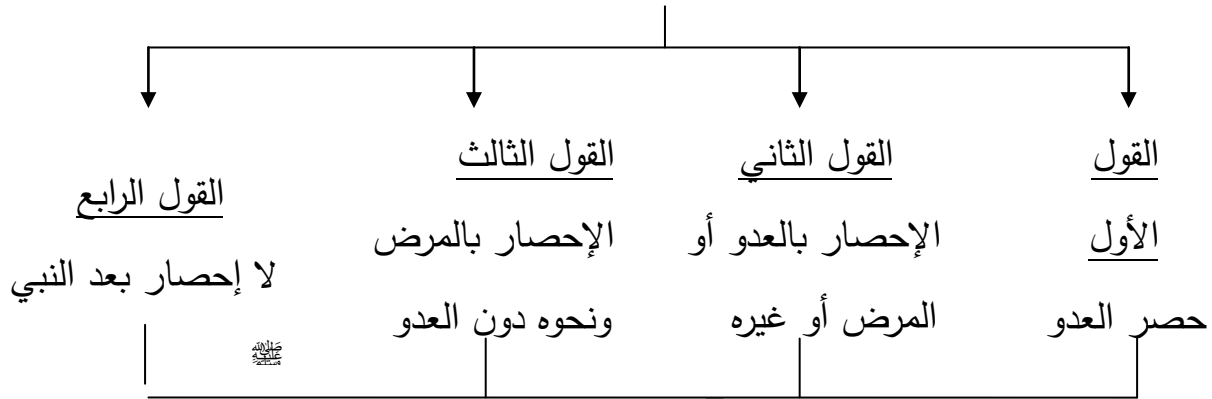 القول
الأول
حصر العدو
القول الثاني
الإحصار بالعدو أو
المرض أو غيره
القول الثالث
الإحصار بالمرض
ونحوه دون العدو
القول الرابع
لا إحصار بعد النبي
ﷺ